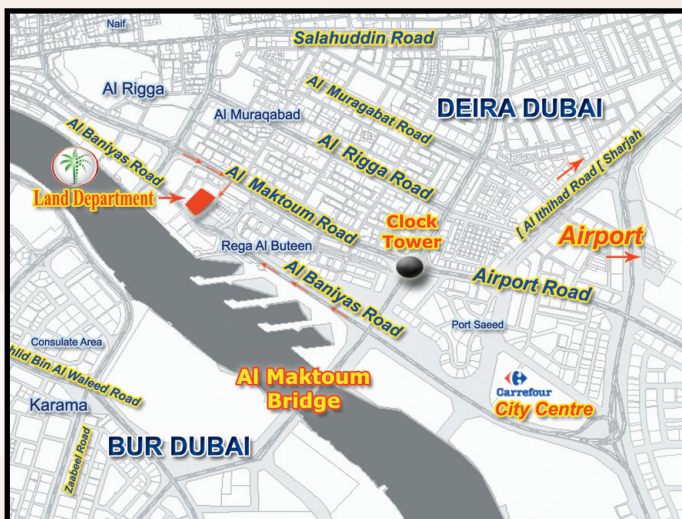 Naif
Salahuddin Road
Al Rigga
Al Muraqabad
Al Muragabat Road
DEIRA DUBAI
Al Baniyas Road
Al Rigga Road
Land Department
Al Maktoum Road
[ Al Ithihad Road [ Sharjah
Clock
Tower
Airport
Rega Al Buteen
Al Baniyas Road
Airport Road
Port Saeed
Consulate Area
hlid Bin Al Waleed Road
Al Maktoum
Bridge
Carrefour
City Centre
Karama
Zaabeel Road
BUR DUBAI